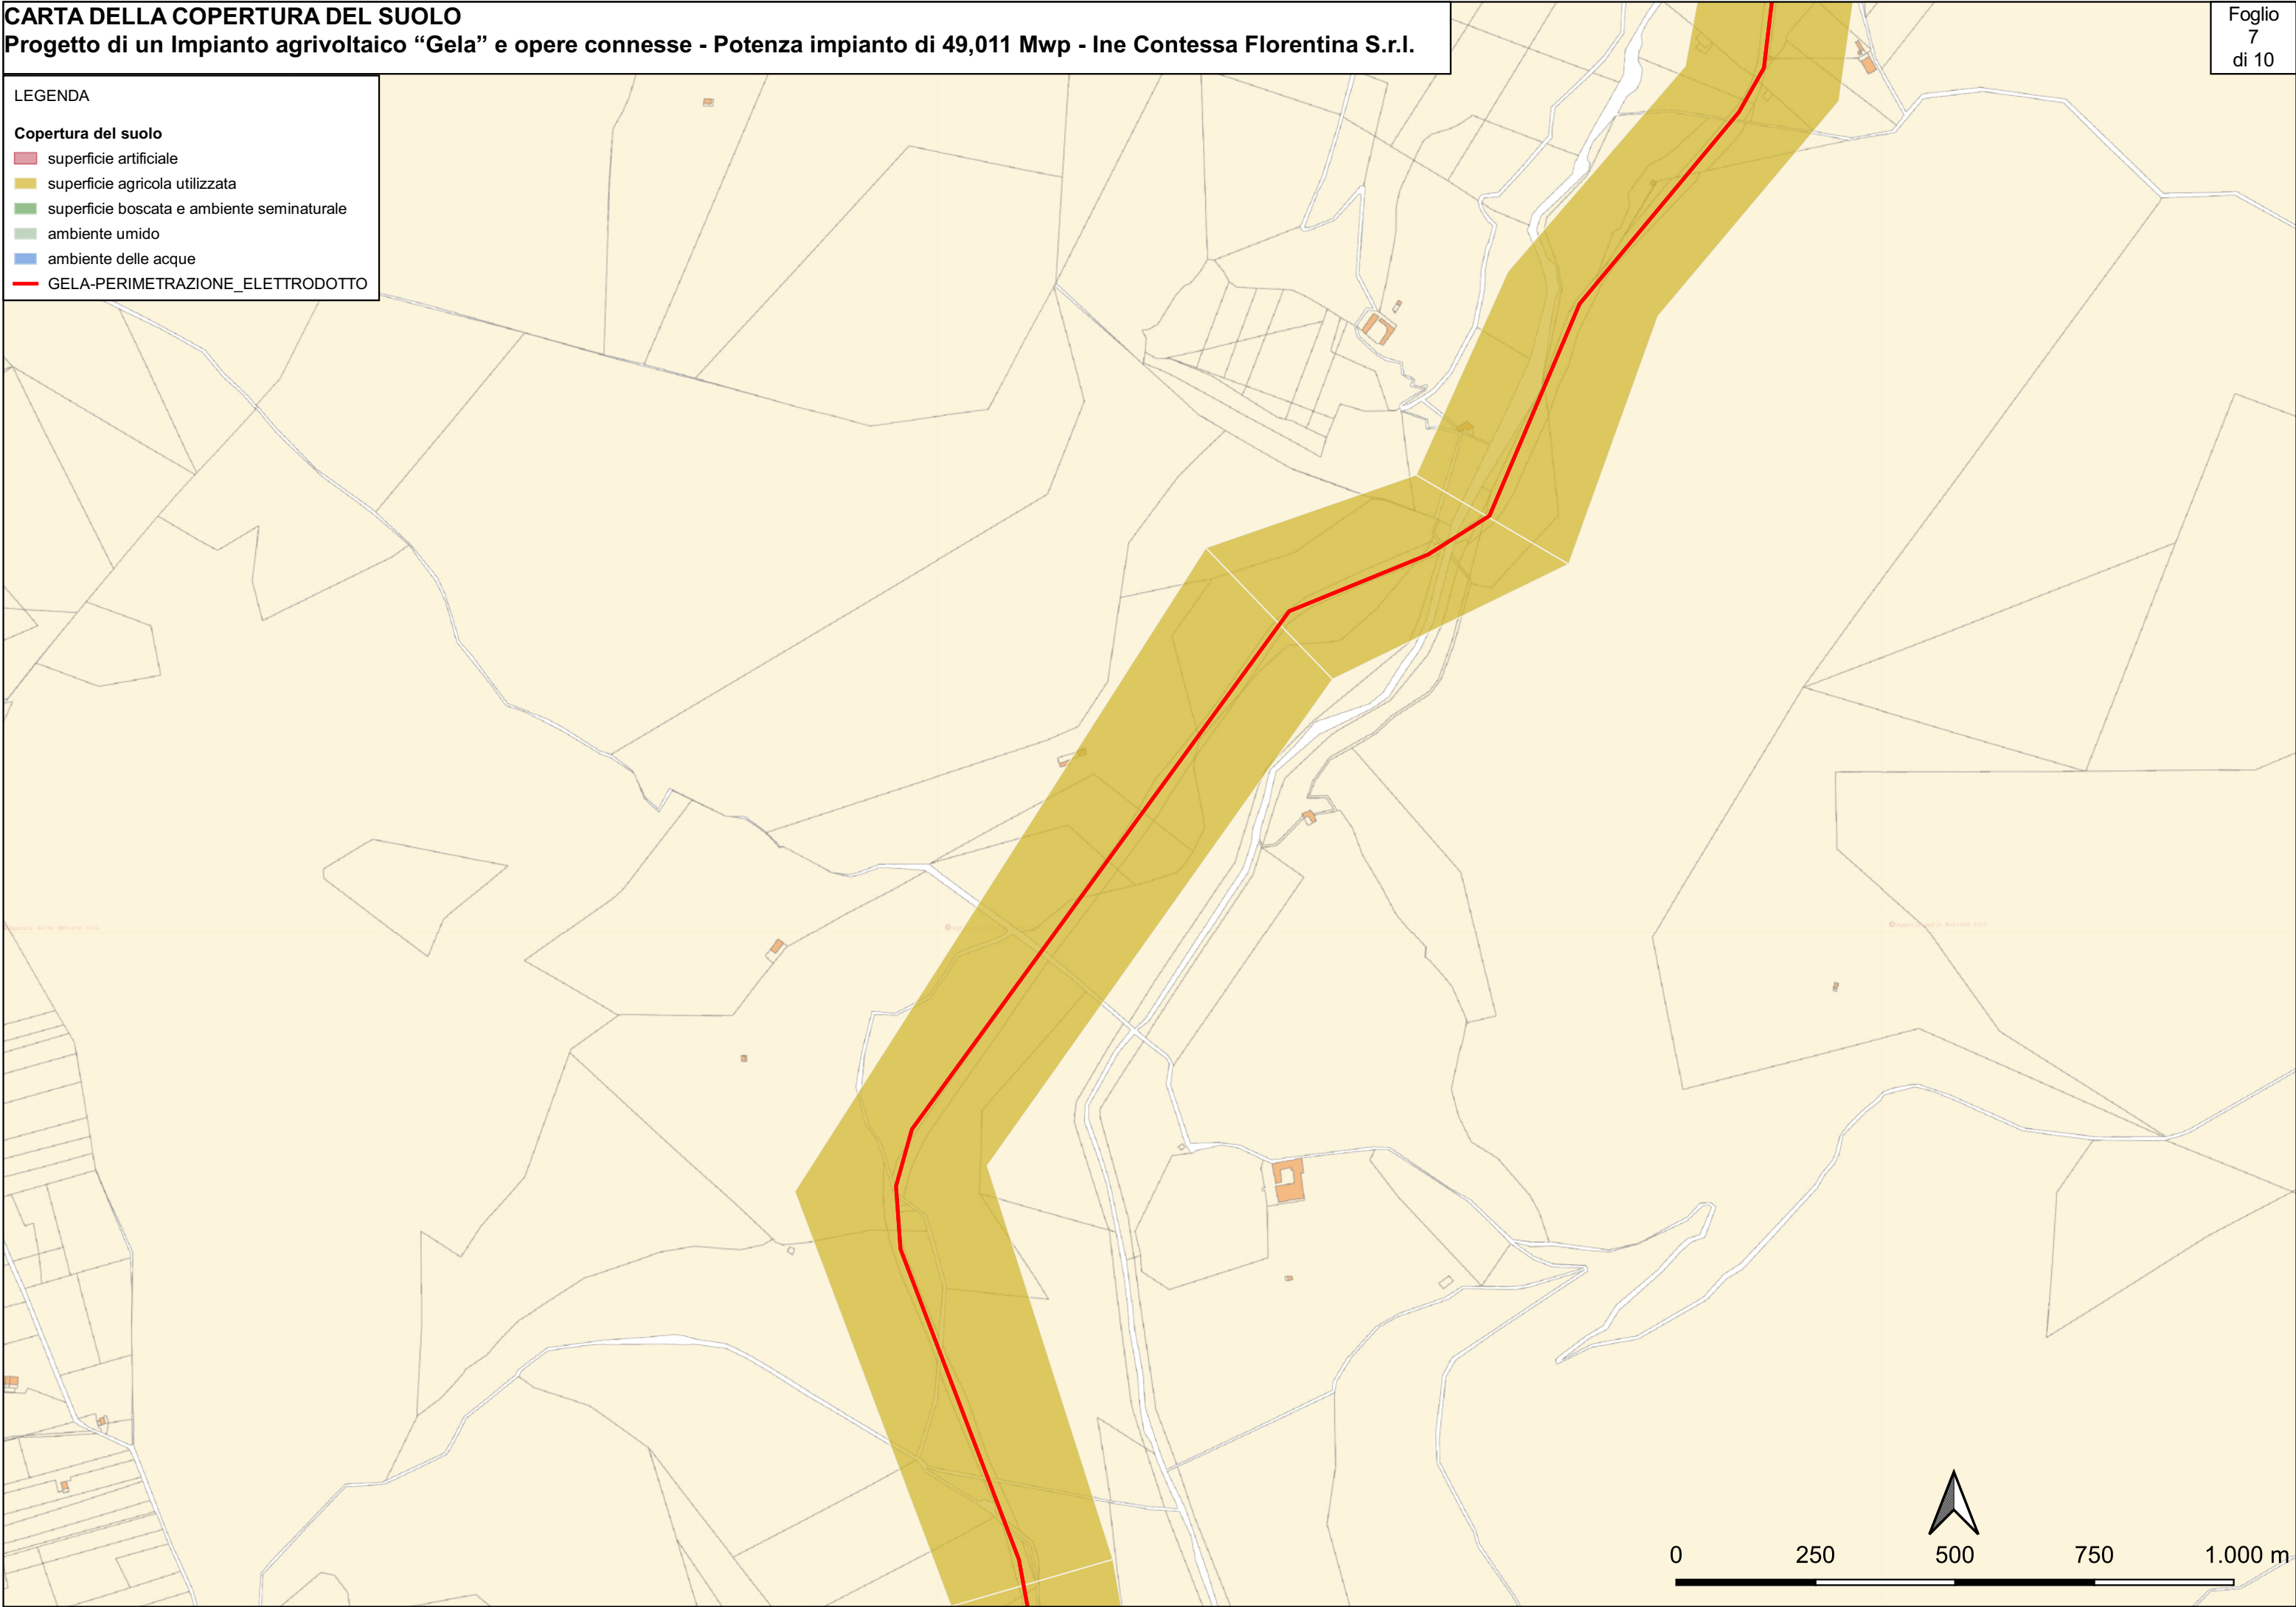 CARTA DELLA COPERTURA DEL SUOLO
Progetto di un Impianto agrivoltaico “Gela” e opere connesse - Potenza impianto di 49,011 Mwp - Ine Contessa Florentina S.r.l.
Foglio
7
di 10
LEGENDA
Copertura del suolo
superficie artificiale
superficie agricola utilizzata
superficie boscata e ambiente seminaturale
ambiente umido
ambiente delle acque
GELA-PERIMETRAZIONE_ELETTRODOTTO
0 250 500 750 1.000 m